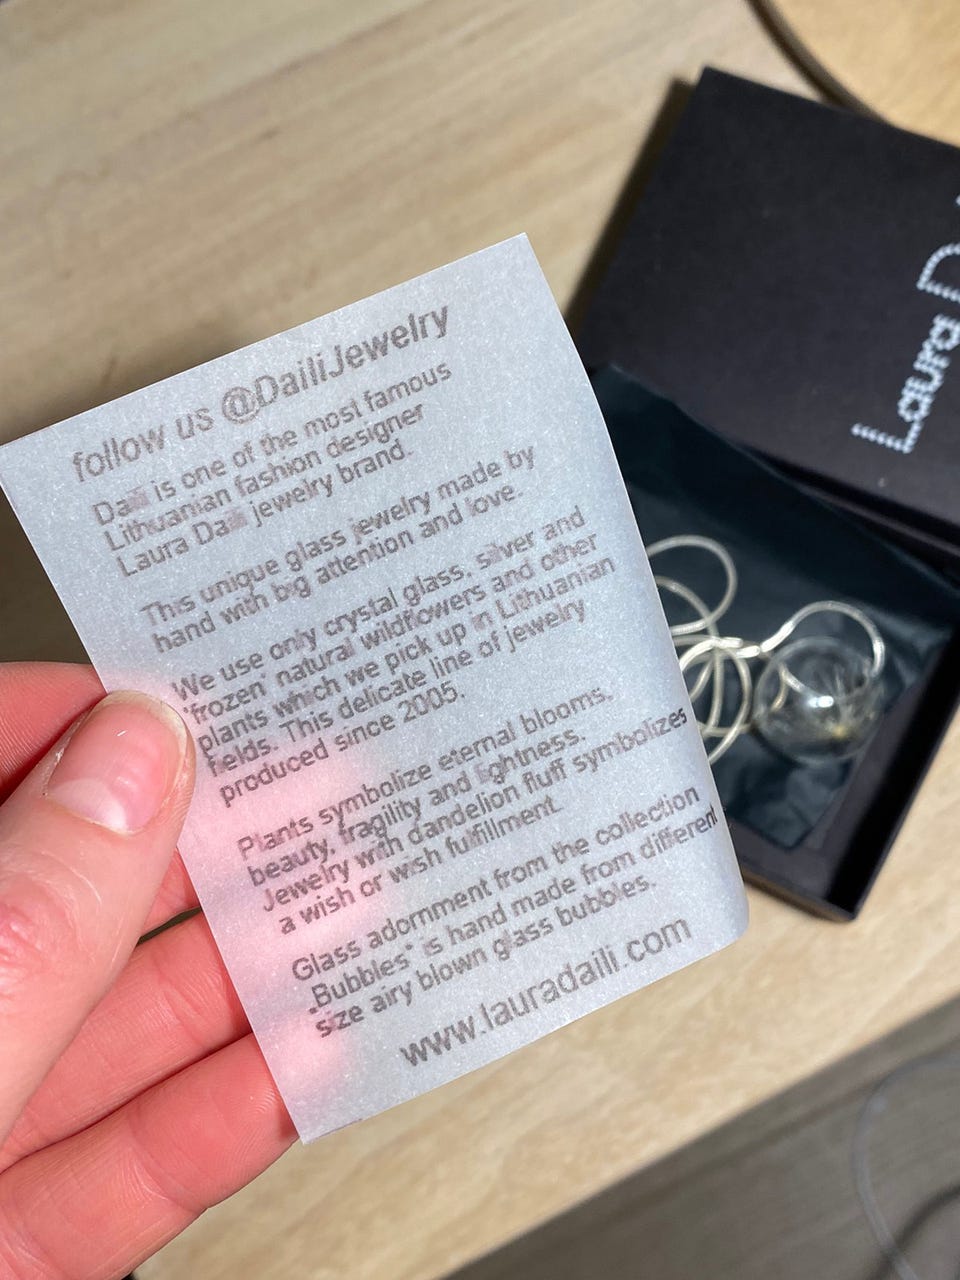 follow us @DailiJewelry
Daili is one of the most famous
Lithuanian fashion designer
Laura Daili jewelry brand.
This unique glass jewelry made by
hand with big attention and love.
We use only crystal glass, silver and
'frozen' natural wildflowers and other
plants which we pick up in Lithuanian
fields. This delicate line of jewelry
produced since 2005.
Plants symbolize eternal blooms,
beauty, fragility and lightness.
Jewelry with dandelion fluff symbolizes
a wish or wish fulfillment.
Glass adornment from the collection
„Bubbles" is hand made from different
size airy blown glass bubbles.
www.lauradaili.com
Laura D